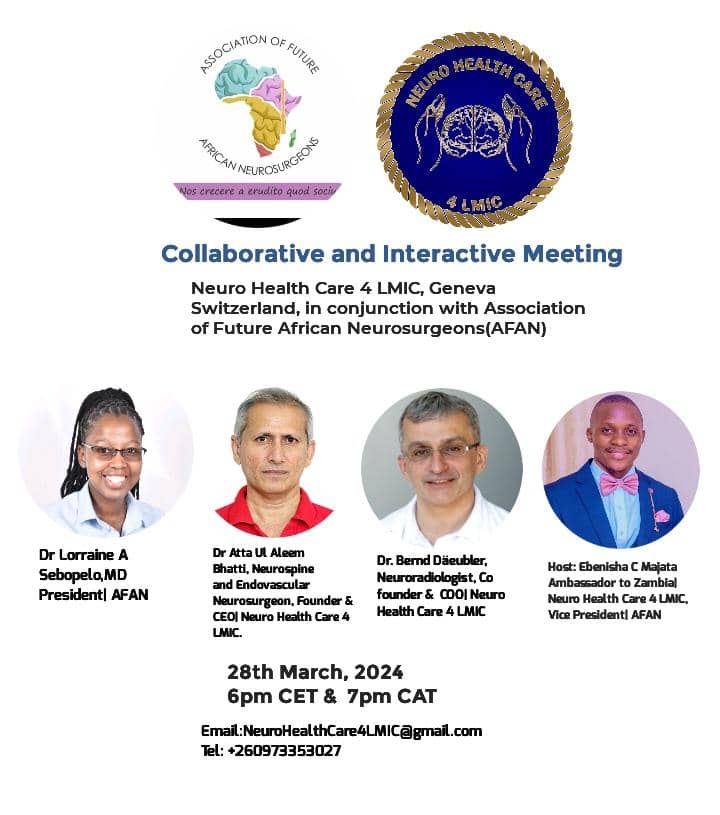 ASSOCIATION OF FUTURE
AFRICAN NEUROSURGEONS
Nos crecere a erudito quod socii
NEURO HEALTH CARE
4 LMIC
Collaborative and Interactive Meeting
Neuro Health Care 4 LMIC, Geneva
Switzerland, in conjunction with Association
of Future African Neurosurgeons(AFAN)
Dr Lorraine A
Sebopelo,MD
President| AFAN
Dr Atta Ul Aleem
Bhatti, Neurospine
and Endovascular
Neurosurgeon, Founder &
CEO| Neuro Health Care 4
LMIC.
Dr. Bernd Däeubler,
Neuroradiologist, Co
founder & COO| Neuro
Health Care 4 LMIC
Host: Ebenisha C Majata
Ambassador to Zambia|
Neuro Health Care 4 LMIC,
Vice President| AFAN
28th March, 2024
6pm CET & 7pm CAT
Email:NeuroHealthCare4LMIC@gmail.com
Tel: +260973353027